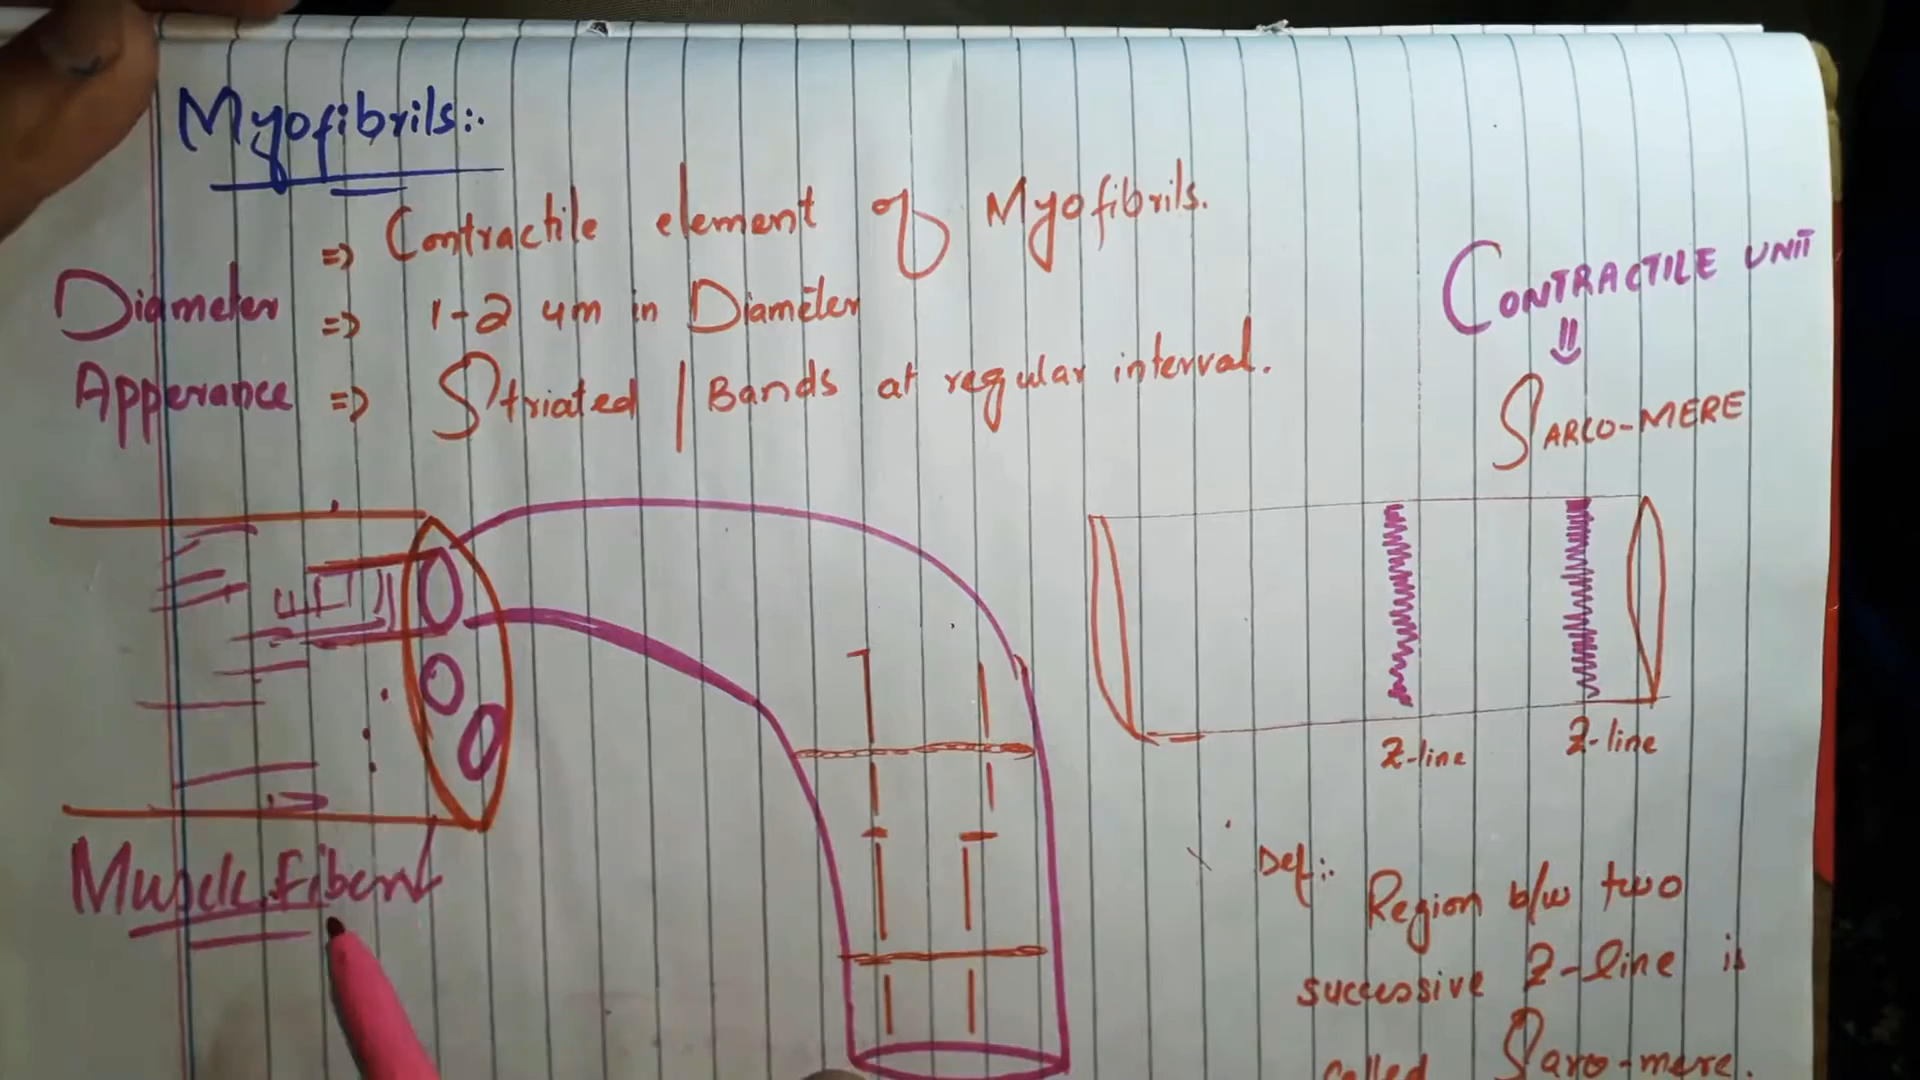 Myofibrils:-
=> Contractile element of Myofibrils.
Diameter => 1-2 um in Diameter
Apperance => Striated / Bands at regular interval.
CONTRACTILE UNIT
SARCO-MERE
Z-line
Z-line
Muscle fiber
Def:-
Region b/w two
successive Z-line is
called Sarco-mere.